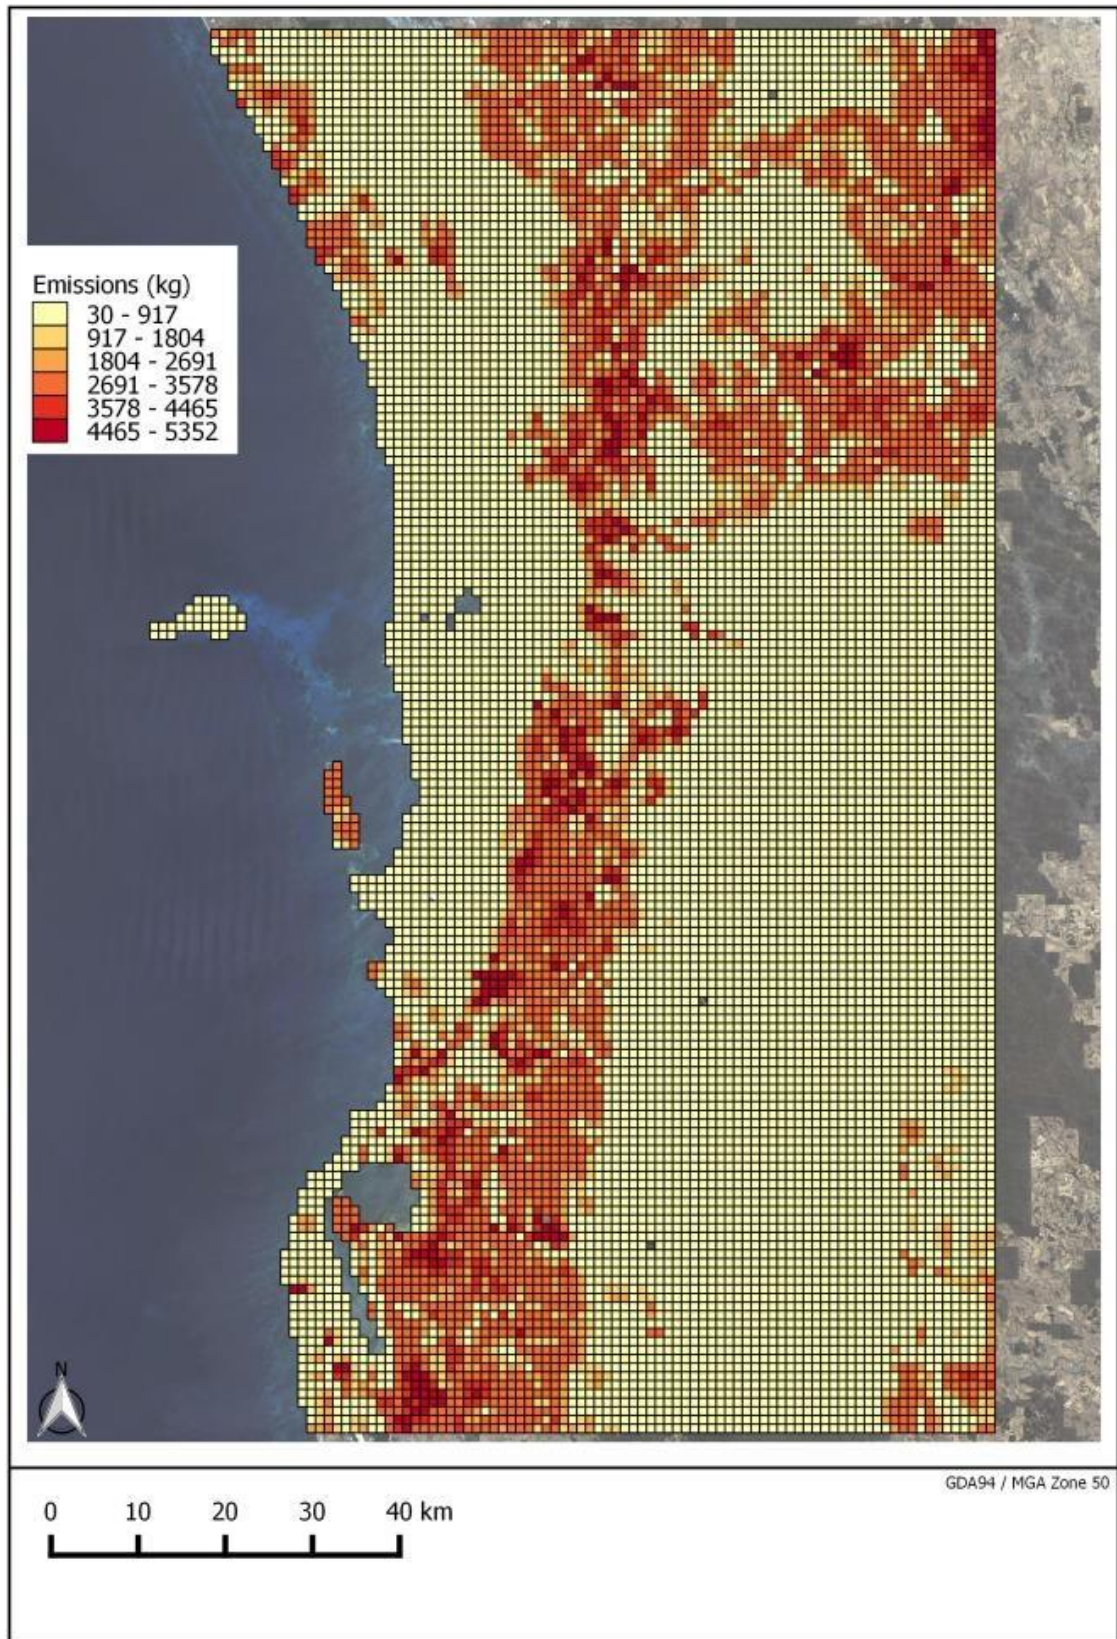 Emissions (kg)
30 - 917
917 - 1804
1804 - 2691
2691 - 3578
3578 - 4465
4465 - 5352
N
GDA94 / MGA Zone 50
0 10 20 30 40 km